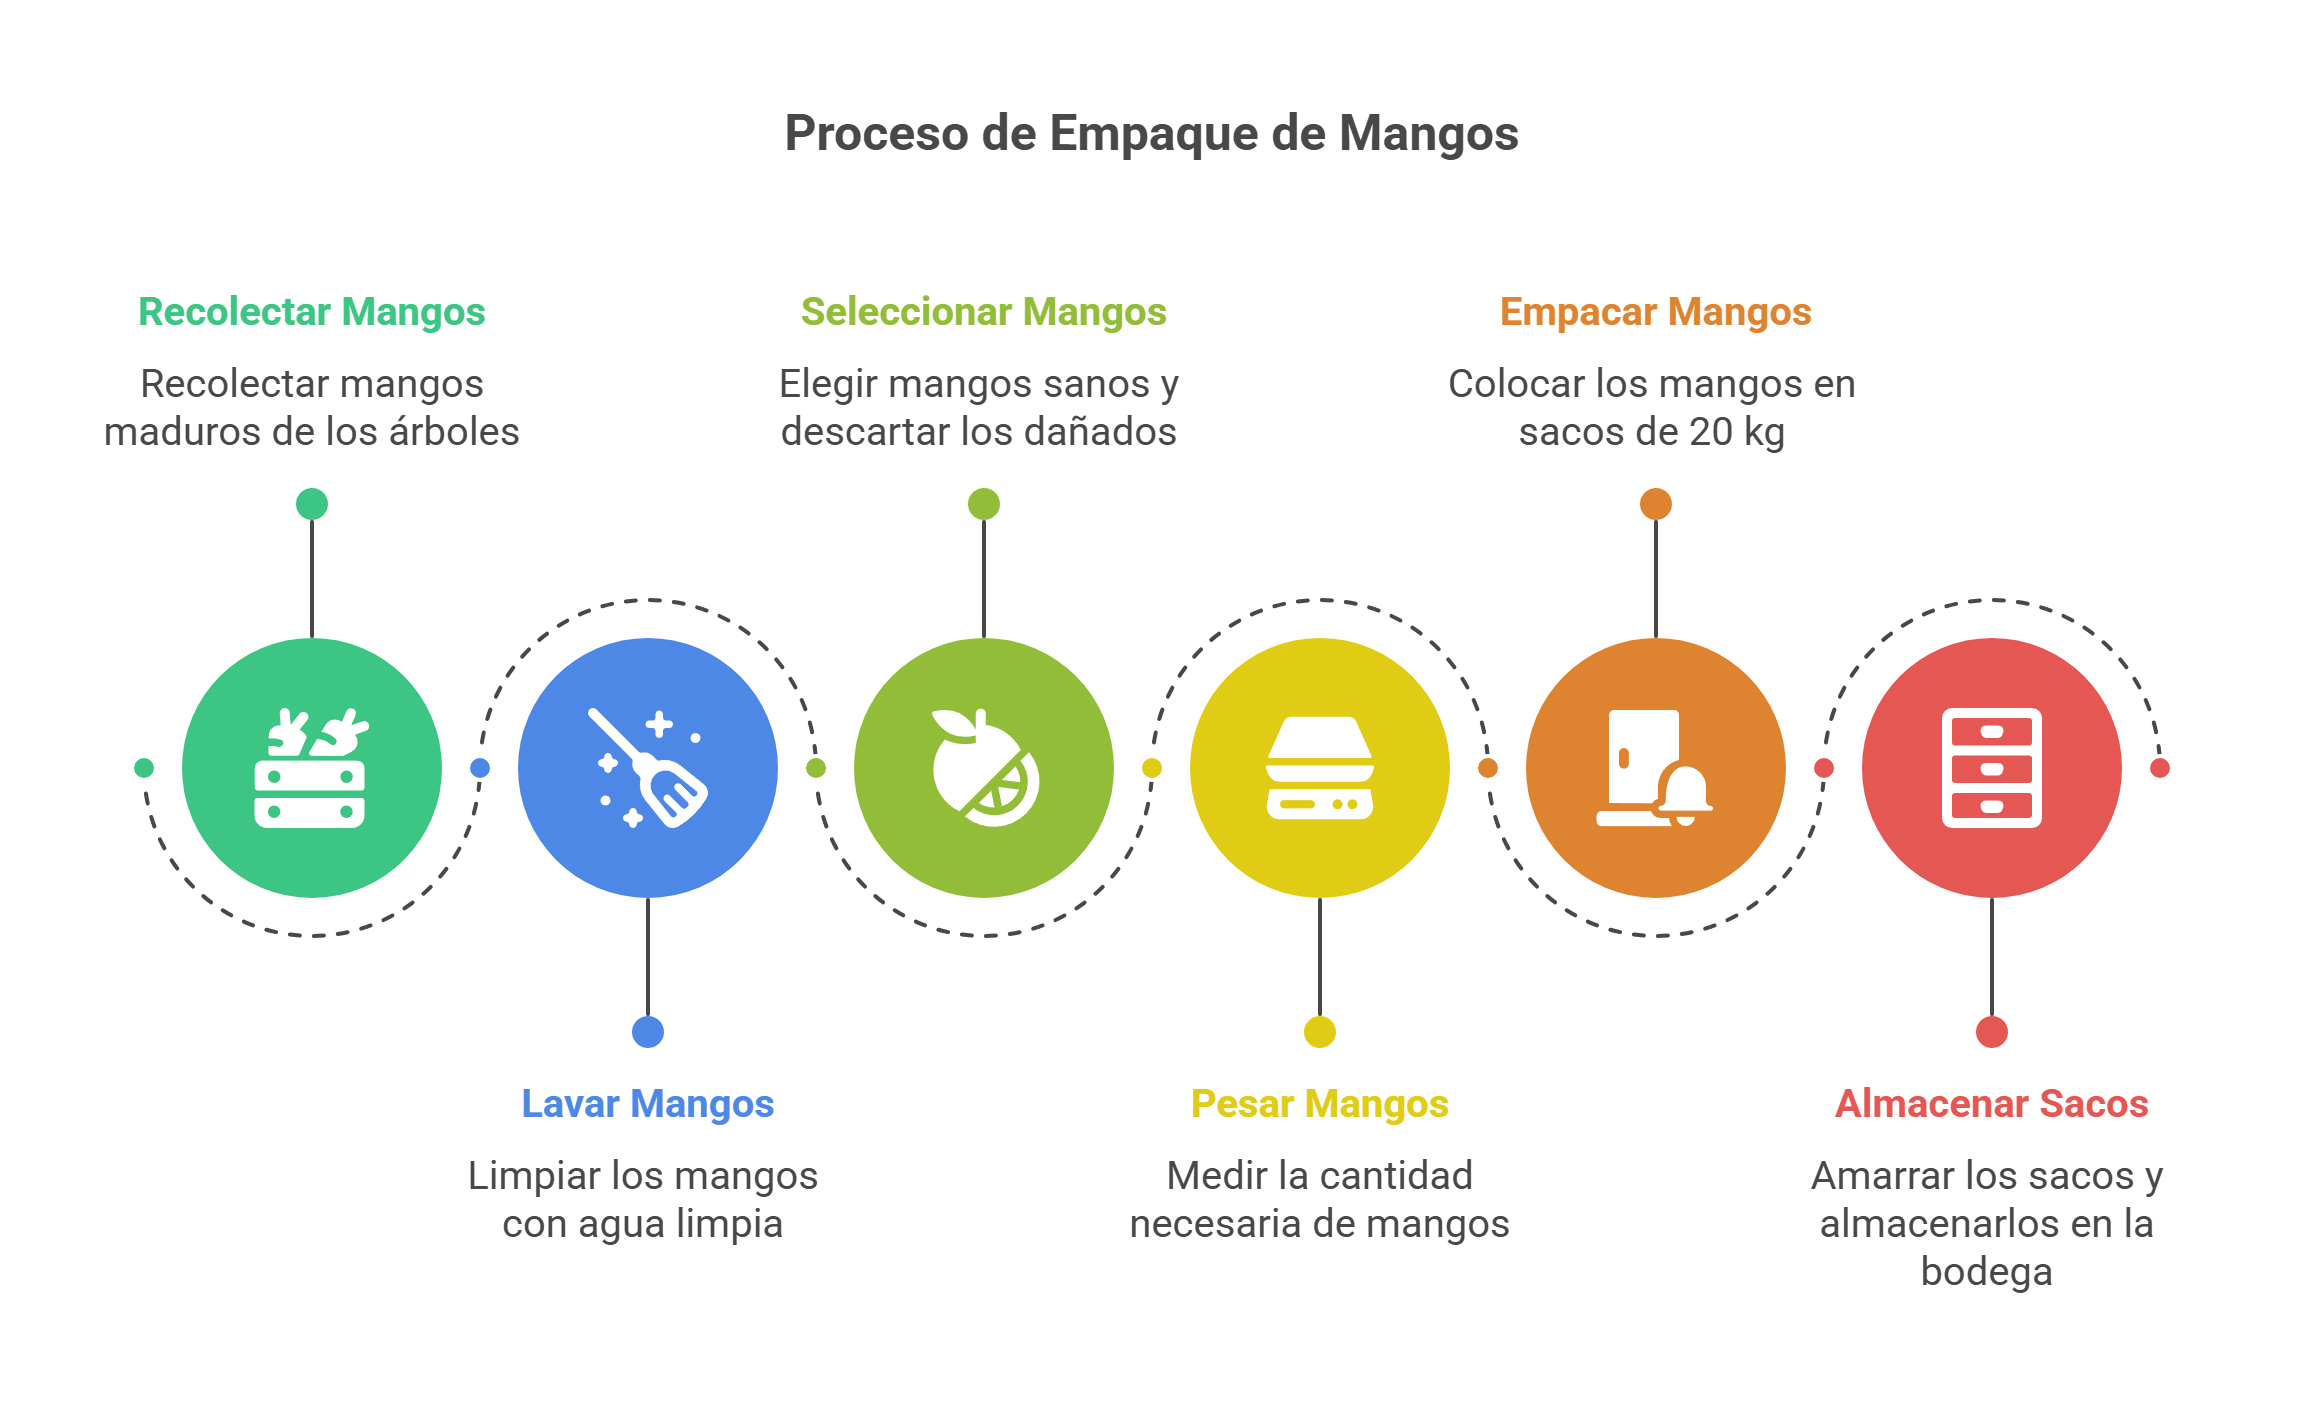 Proceso de Empaque de Mangos
Recolectar Mangos
Recolectar mangos
maduros de los árboles
Lavar Mangos
Limpiar los mangos
con agua limpia
Seleccionar Mangos
Elegir mangos sanos y
descartar los dañados
Pesar Mangos
Medir la cantidad
necesaria de mangos
Empacar Mangos
Colocar los mangos en
sacos de 20 kg
Almacenar Sacos
Amarrar los sacos y
almacenarlos en la
bodega